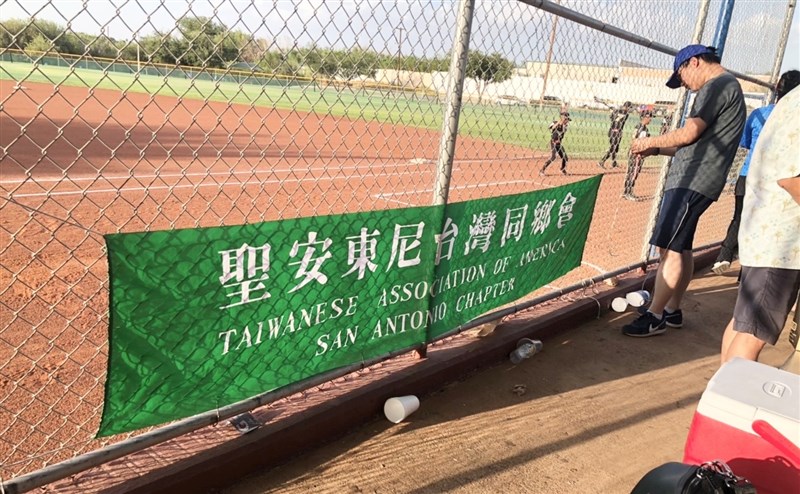 聖安東尼台灣同鄉會
TAIWANESE ASSOCIATION OF AMERICA
SAN ANTONIO CHAPTER